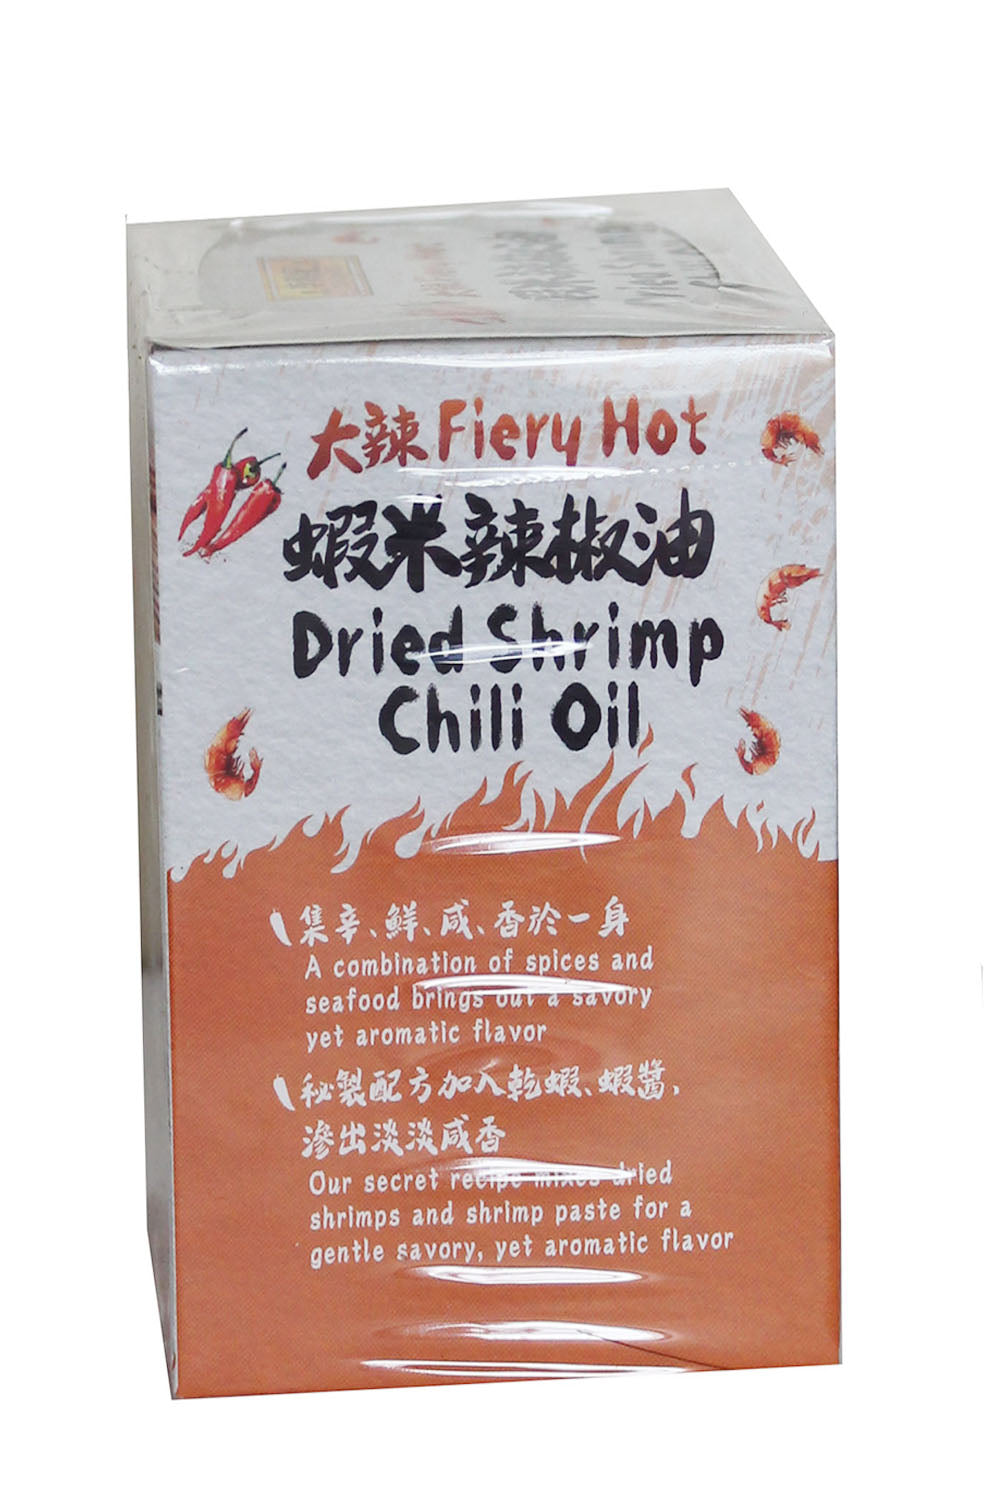 大辣 Fiery Hot
蝦米辣椒油
Dried Shrimp
Chili Oil
集辛、鮮、咸、香於一身
A combination of spices and
seafood brings out a savory
yet aromatic flavor
秘製配方加入乾蝦、蝦醬,
滲出淡淡咸香
Our secret recipe mixes dried
shrimps and shrimp paste for a
gentle savory, yet aromatic flavor